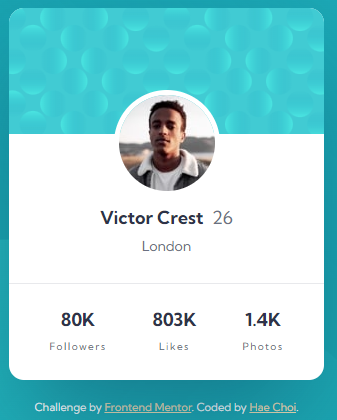 Victor Crest 26
London
80K 803K 1.4K
Followers Likes Photos
Challenge by Frontend Mentor. Coded by Hae Choi.